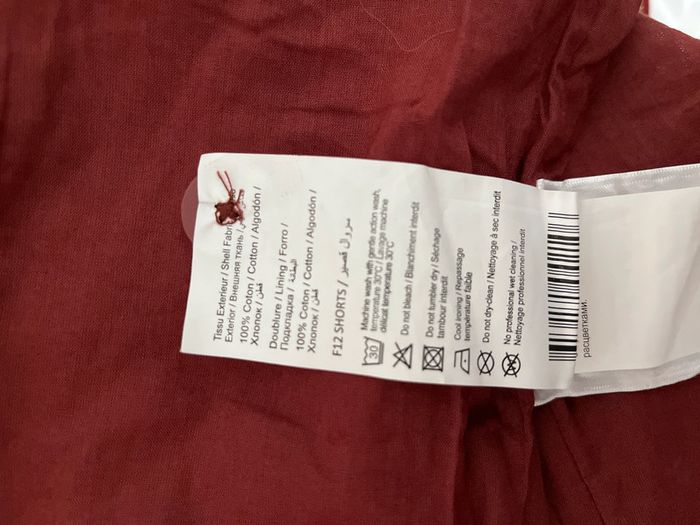 Tissu Exterieur / Shell Fabric
Exterior / Внешняя ткань /
100% Coton / Cotton / Algodón /
Хлопок / قطن
Doublure / Lining / Forro /
Подкладка / البطانة
100% Coton / Cotton / Algodón /
Хлопок / قطن
F12 SHORTS / سروال قصير
30
Machine wash with gentle action wash,
temperature 30°C / Lavage machine
délicat température 30°C
Do not bleach / Blanchiment interdit
Do not tumbler dry / Séchage
tambour interdit
Cool ironing / Repassage
température faible
Do not dry-clean / Nettoyage à sec interdit
No professional wet cleaning /
Nettoyage professionnel interdit
расцветками.